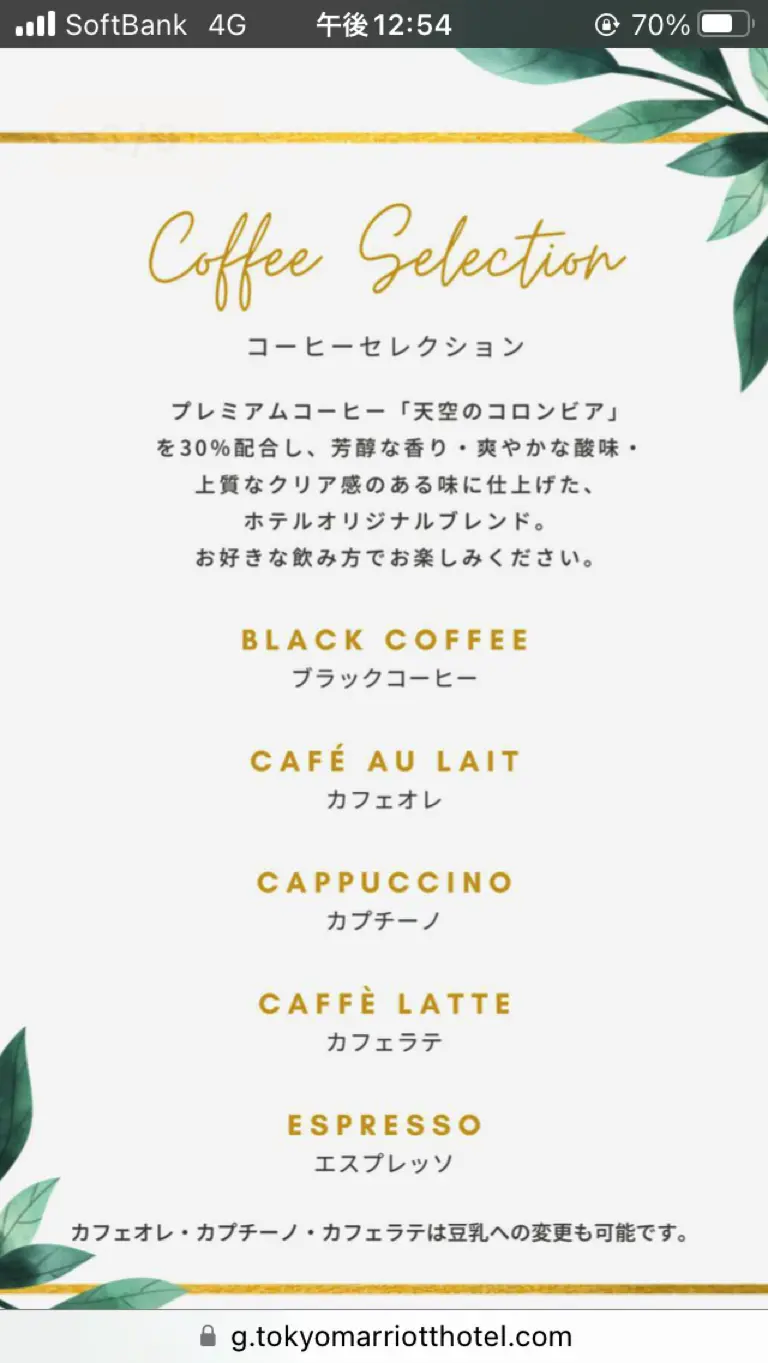 SoftBank 4G 午後12:54 70%
Coffee Selection
コーヒーセレクション
プレミアムコーヒー「天空のコロンビア」
を30%配合し、芳醇な香り・爽やかな酸味・
上質なクリア感のある味に仕上げた、
ホテルオリジナルブレンド。
お好きな飲み方でお楽しみください。
BLACK COFFEE
ブラックコーヒー
CAFÉ AU LAIT
カフェオレ
CAPPUCCINO
カプチーノ
CAFFÈ LATTE
カフェラテ
ESPRESSO
エスプレッソ
カフェオレ・カプチーノ・カフェラテは豆乳への変更も可能です。
g.tokyomarriotthotel.com